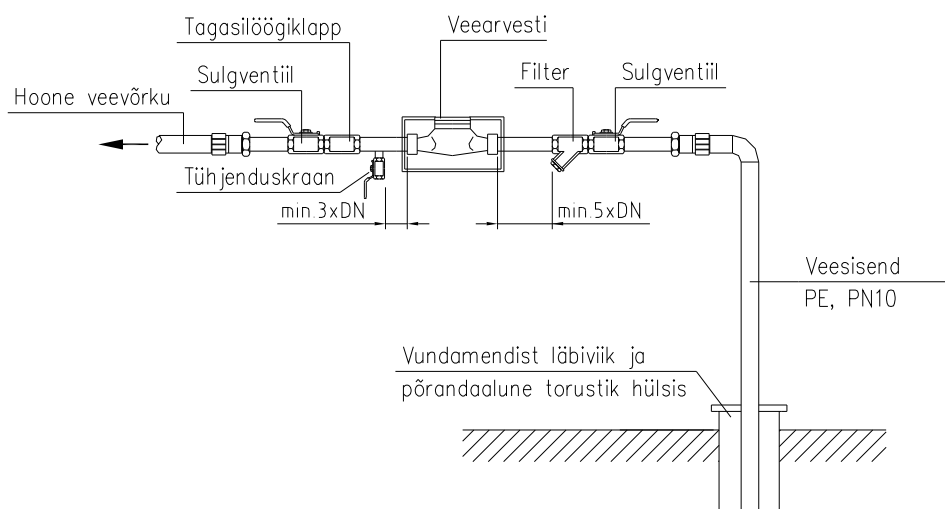 Tagasilöögiklapp
Veearvesti
Sulgventiil
Filter
Sulgventiil
Hoone veevõrku
Tühjenduskraan
min.3xDN
min.5xDN
Veesisend
PE, PN10
Vundamendist läbiviik ja
põrandaalune torustik hülsis